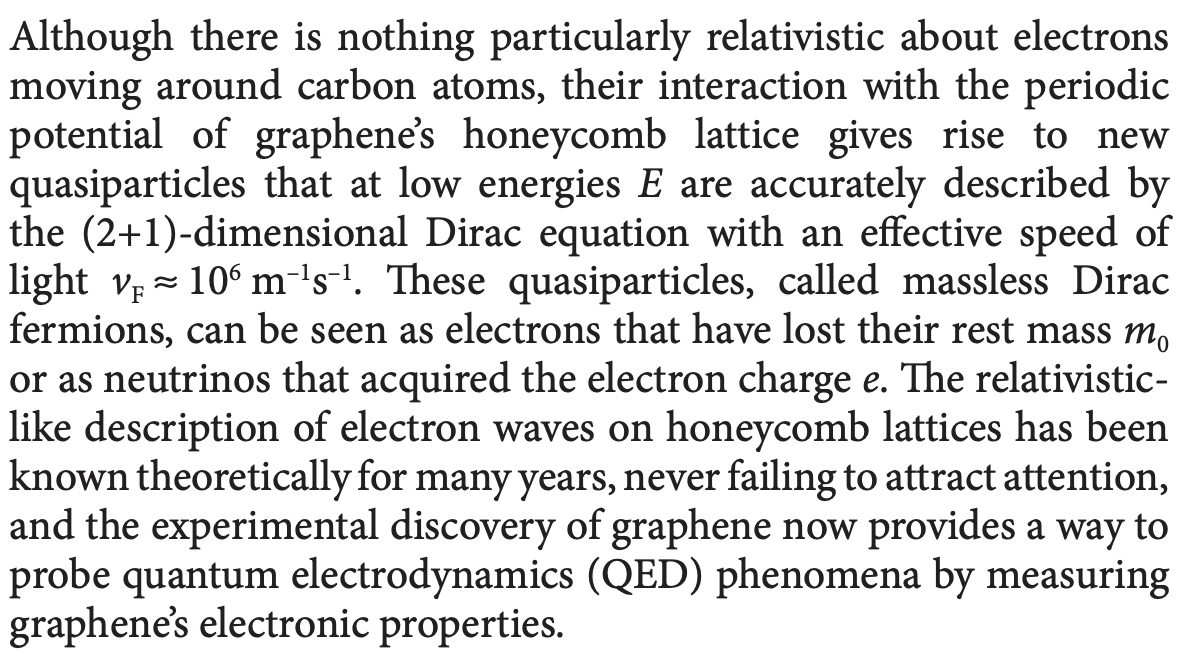 Although there is nothing particularly relativistic about electrons
moving around carbon atoms, their interaction with the periodic
potential of graphene’s honeycomb lattice gives rise to new
quasiparticles that at low energies E are accurately described by
the (2+1)-dimensional Dirac equation with an effective speed of
light νF ≈ 10⁶ m⁻¹s⁻¹. These quasiparticles, called massless Dirac
fermions, can be seen as electrons that have lost their rest mass m₀
or as neutrinos that acquired the electron charge e. The relativistic-
like description of electron waves on honeycomb lattices has been
known theoretically for many years, never failing to attract attention,
and the experimental discovery of graphene now provides a way to
probe quantum electrodynamics (QED) phenomena by measuring
graphene’s electronic properties.